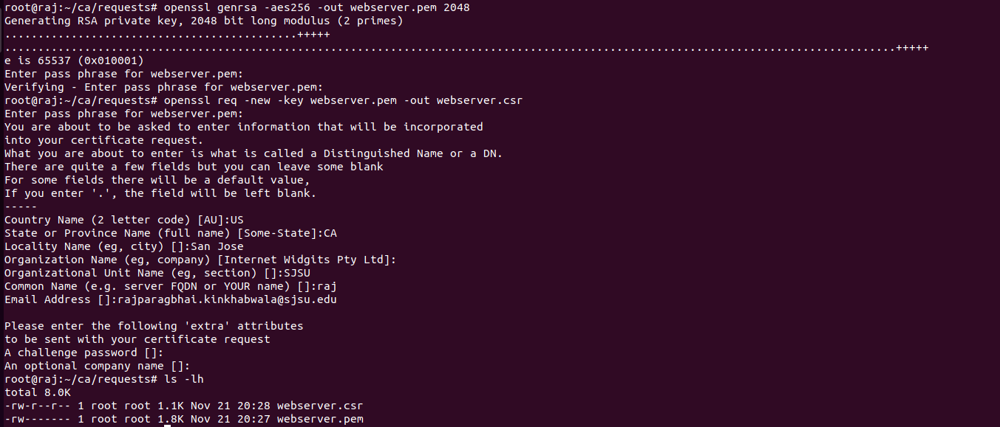 root@raj:~/ca/requests# openssl genrsa -aes256 -out webserver.pem 2048
Generating RSA private key, 2048 bit long modulus (2 primes)
............................................+++++
......................................................................................................................................+++++
e is 65537 (0x010001)
Enter pass phrase for webserver.pem:
Verifying - Enter pass phrase for webserver.pem:
root@raj:~/ca/requests# openssl req -new -key webserver.pem -out webserver.csr
Enter pass phrase for webserver.pem:
You are about to be asked to enter information that will be incorporated
into your certificate request.
What you are about to enter is what is called a Distinguished Name or a DN.
There are quite a few fields but you can leave some blank
For some fields there will be a default value,
If you enter '.', the field will be left blank.
-----
Country Name (2 letter code) [AU]:US
State or Province Name (full name) [Some-State]:CA
Locality Name (eg, city) []:San Jose
Organization Name (eg, company) [Internet Widgits Pty Ltd]:
Organizational Unit Name (eg, section) []:SJSU
Common Name (e.g. server FQDN or YOUR name) []:raj
Email Address []:rajparagbhai.kinkhabwala@sjsu.edu

Please enter the following 'extra' attributes
to be sent with your certificate request
A challenge password []:
An optional company name []:
root@raj:~/ca/requests# ls -lh
total 8.0K
-rw-r--r-- 1 root root 1.1K Nov 21 20:28 webserver.csr
-rw------- 1 root root 1.8K Nov 21 20:27 webserver.pem